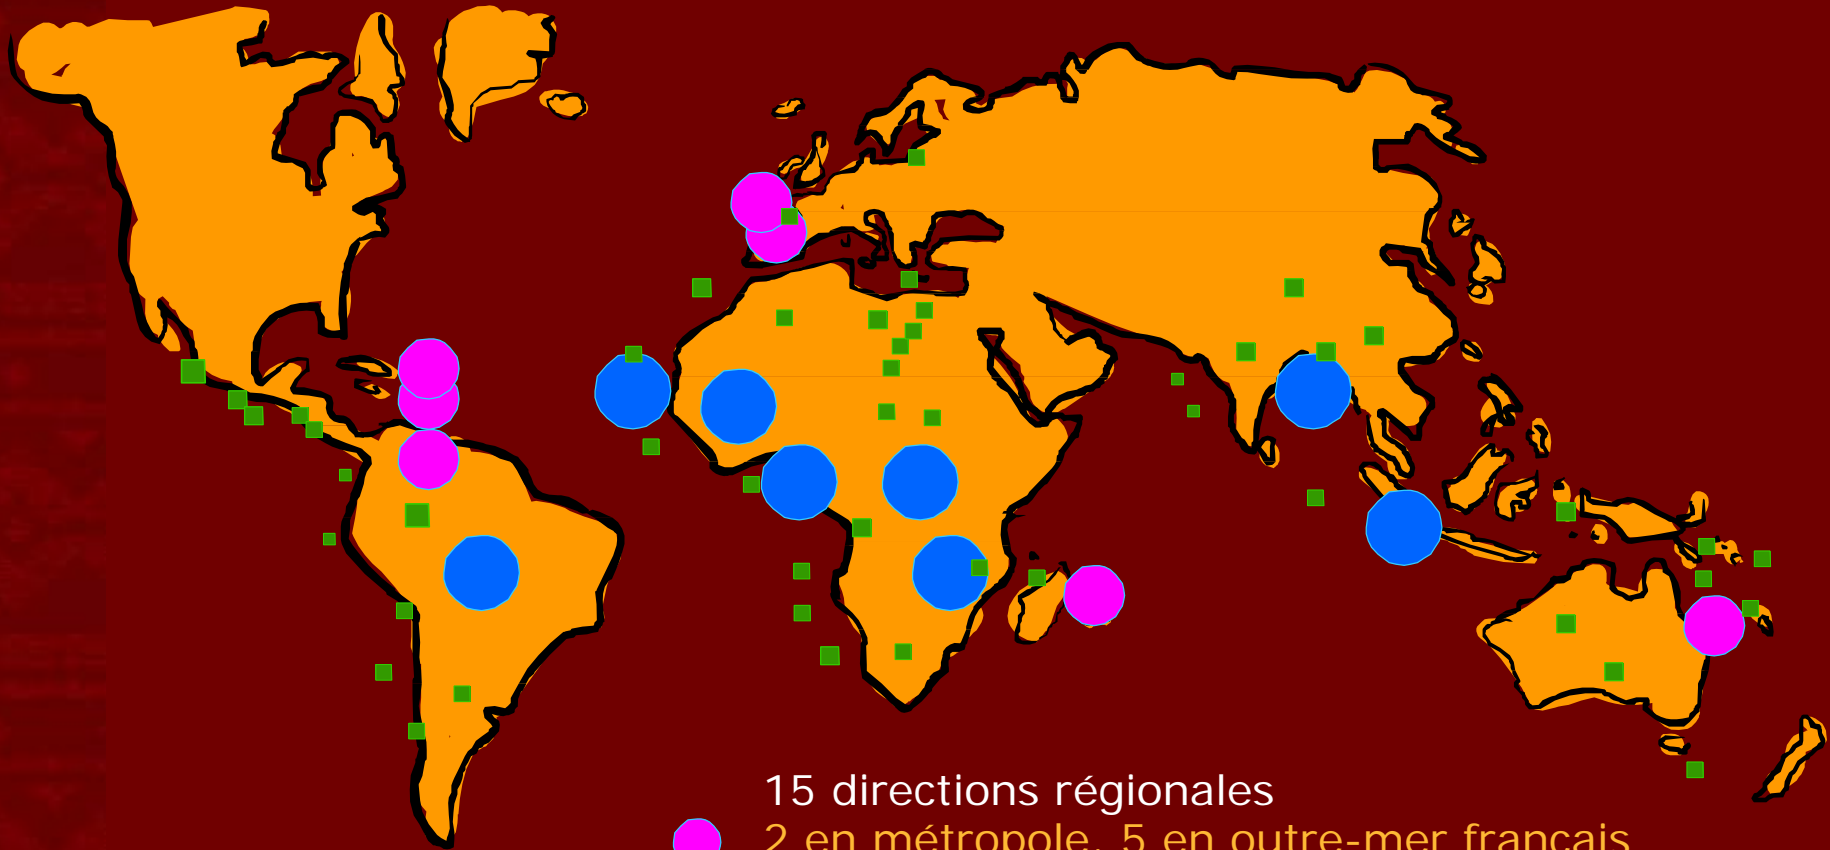 15 directions régionales
2 en métropole, 5 en outre-mer français